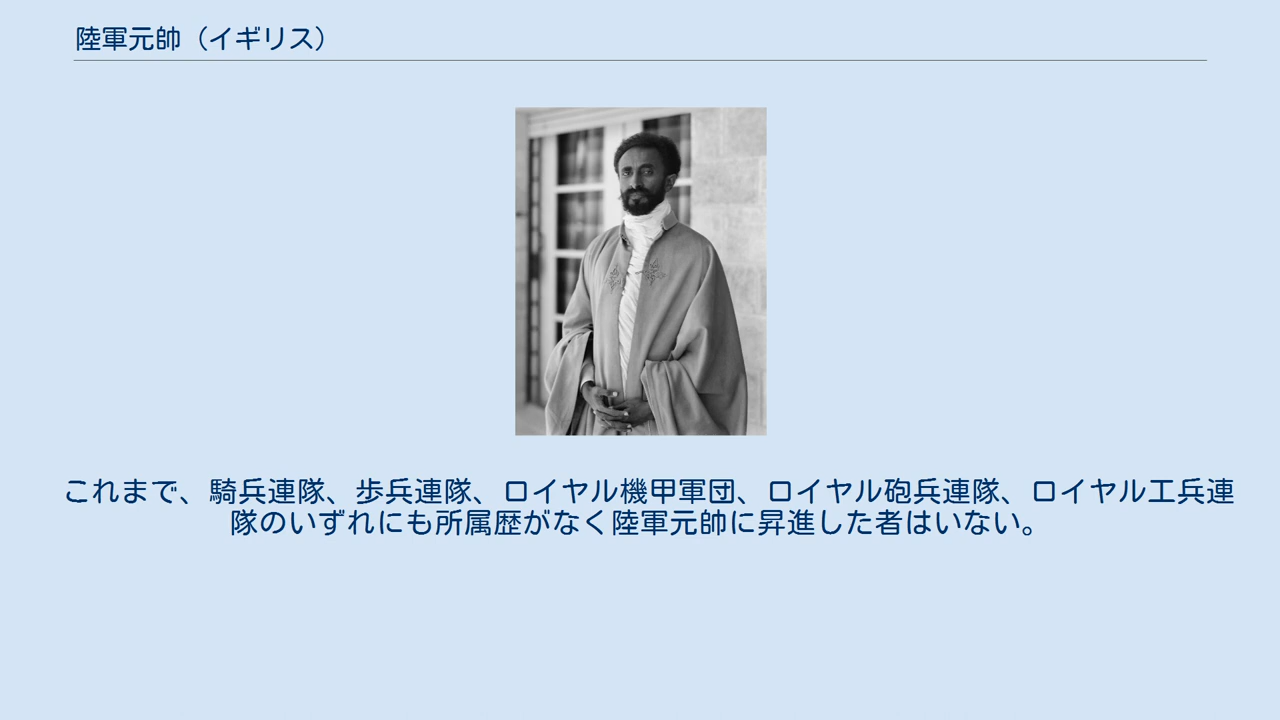 陸軍元帥（イギリス）
これまで、騎兵連隊、歩兵連隊、ロイヤル機甲軍団、ロイヤル砲兵連隊、ロイヤル工兵連
隊のいずれにも所属歴がなく陸軍元帥に昇進した者はいない。